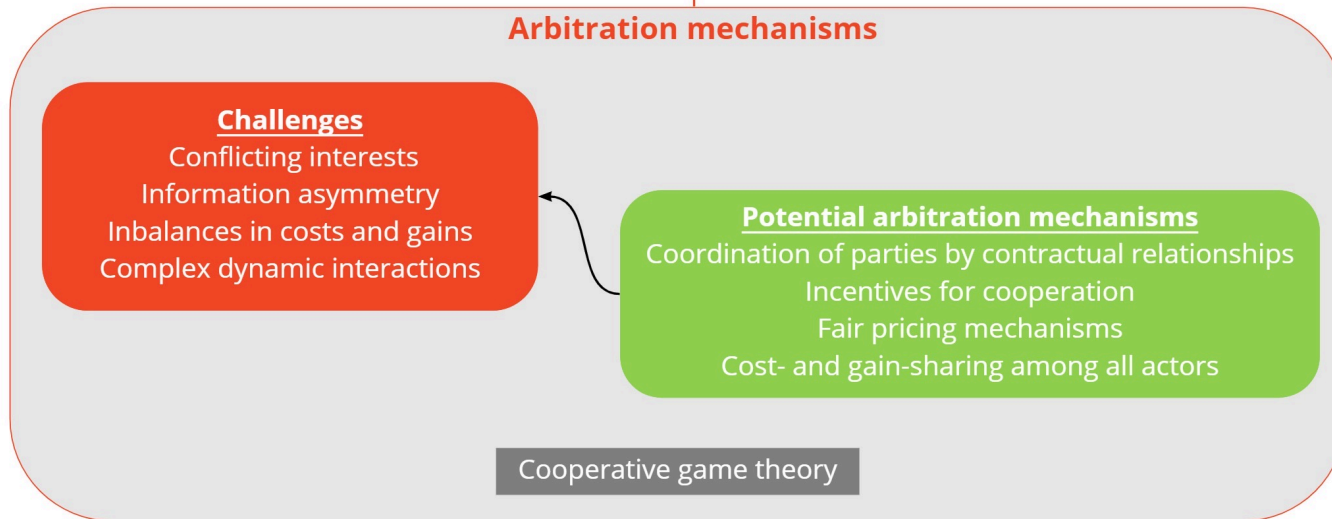 Arbitration mechanisms
Challenges
Conflicting interests
Information asymmetry
Inbalances in costs and gains
Complex dynamic interactions
Potential arbitration mechanisms
Coordination of parties by contractual relationships
Incentives for cooperation
Fair pricing mechanisms
Cost- and gain-sharing among all actors
Cooperative game theory